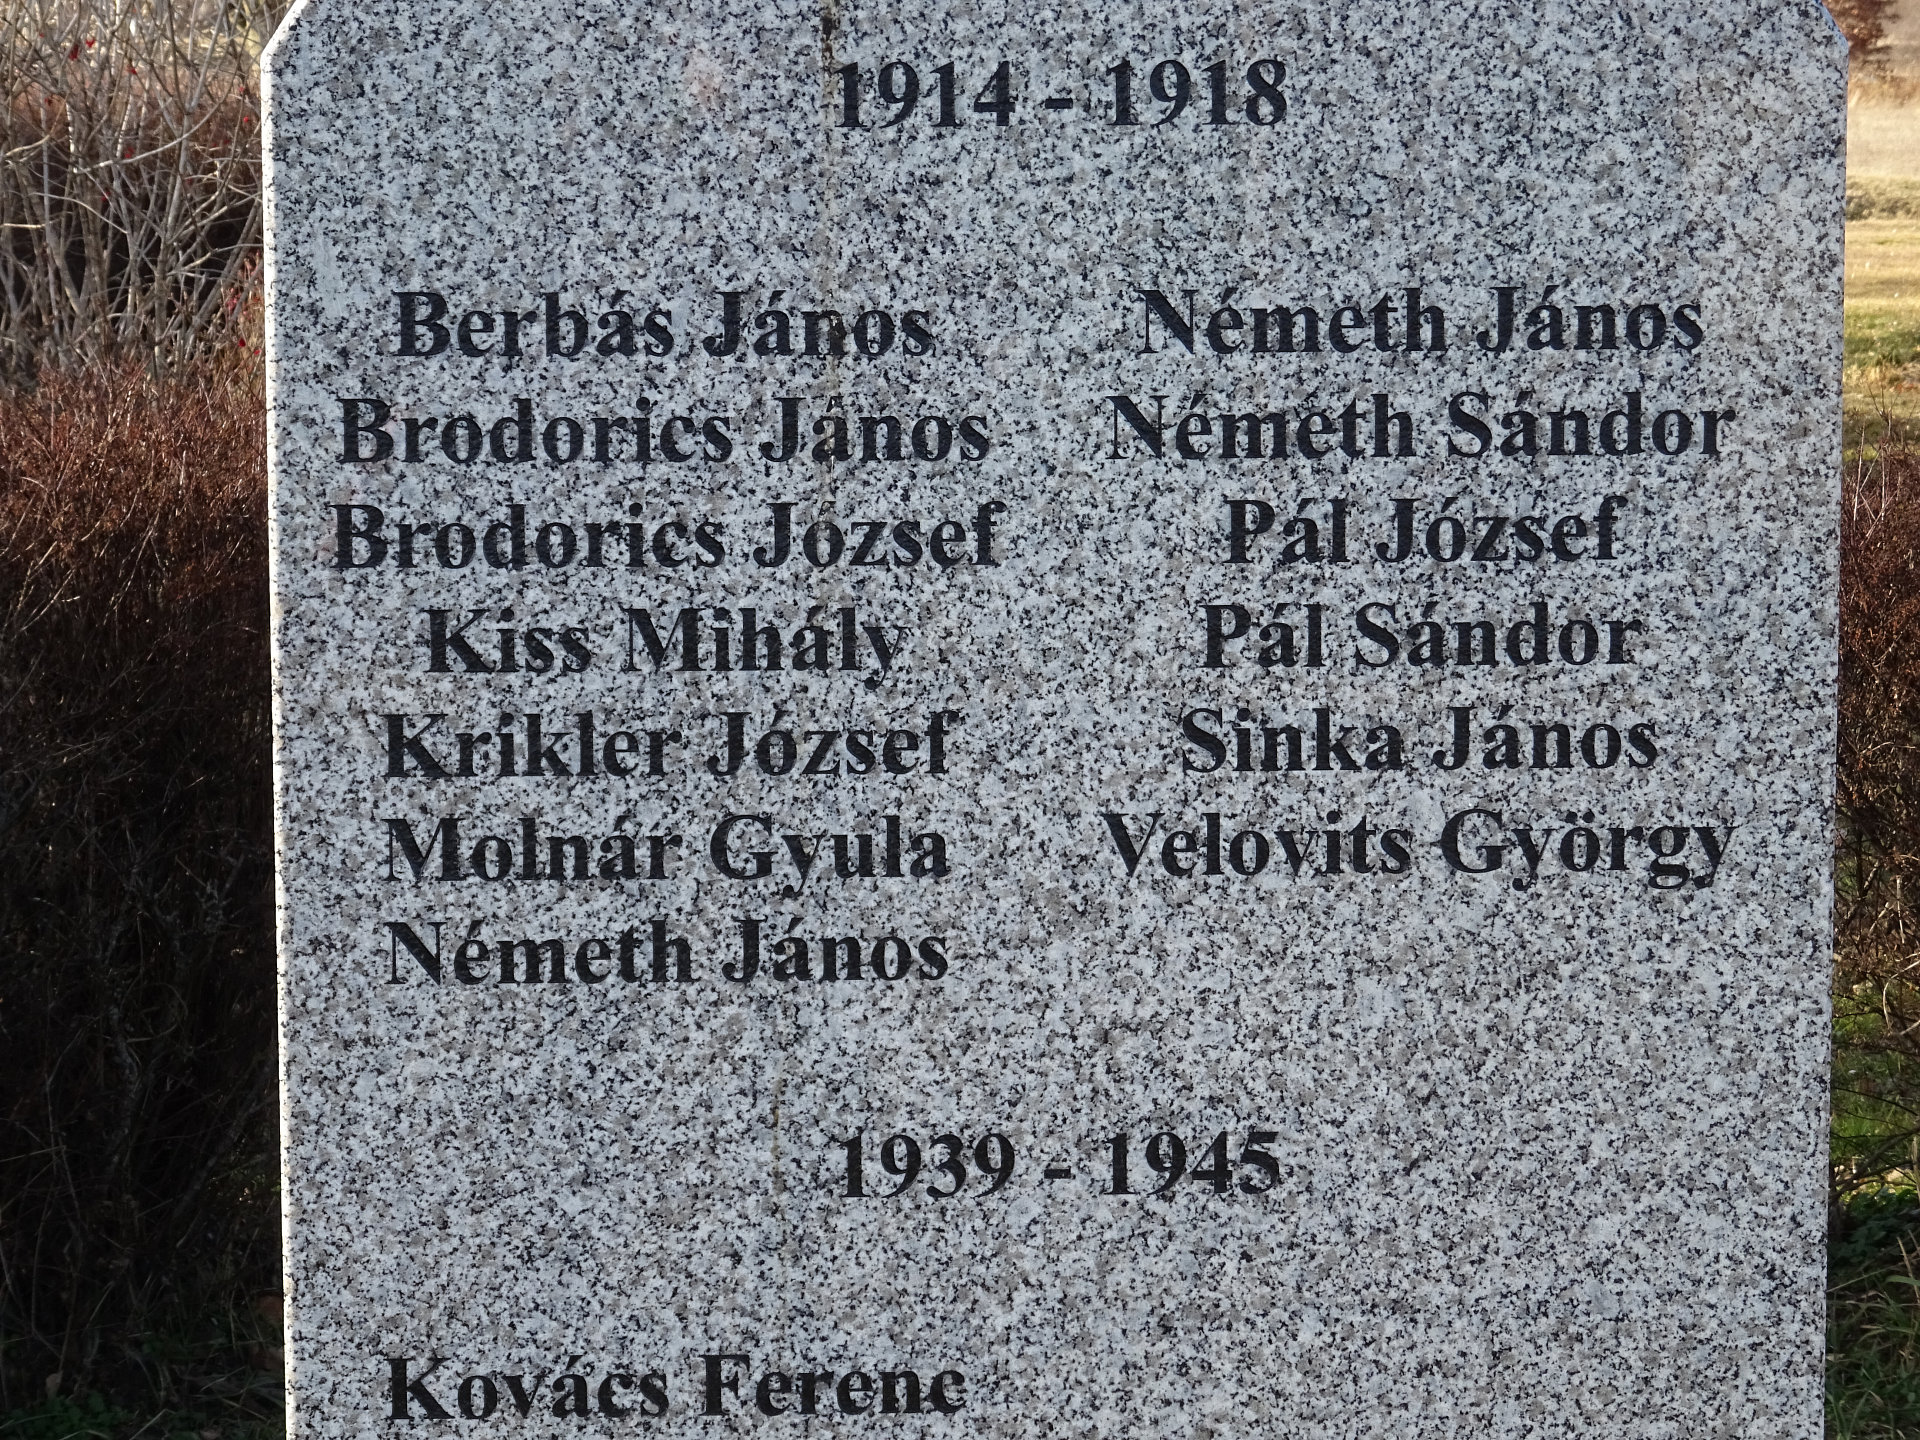 1914 - 1918
Berbás János
Brodorics János
Brodorics József
Kiss Mihály
Krikler József
Molnár Gyula
Németh János
Németh János
Németh Sándor
Pál József
Pál Sándor
Sinka János
Velovits György
1939 - 1945
Kovács Ferenc